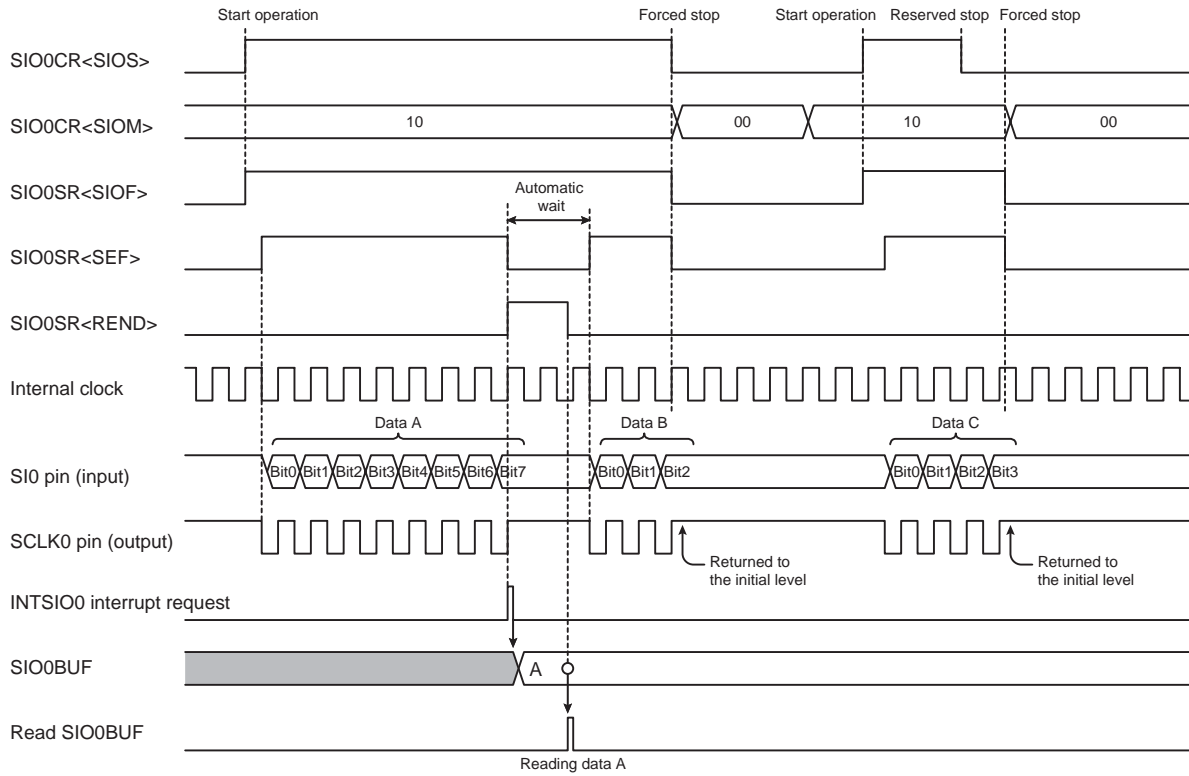 Start operation
Forced stop
Start operation
Reserved stop
Forced stop
SIO0CR<SIOS>
SIO0CR<SIOM>
10
00
10
00
SIO0SR<SIOF>
Automatic
wait
SIO0SR<SEF>
SIO0SR<REND>
Internal clock
Data A
Data B
Data C
SI0 pin (input)
Bit0 Bit1 Bit2 Bit3 Bit4 Bit5 Bit6 Bit7
Bit0 Bit1 Bit2
Bit0 Bit1 Bit2 Bit3
SCLK0 pin (output)
Returned to
the initial level
Returned to
the initial level
INTSIO0 interrupt request
SIO0BUF
A
Read SIO0BUF
Reading data A